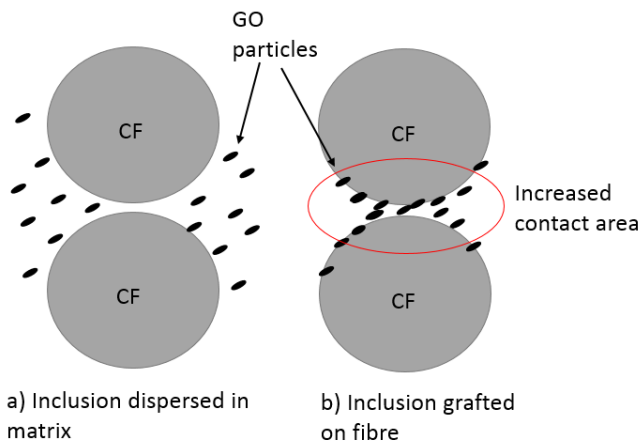 GO
particles
CF
CF
Increased
contact area
CF
CF
a) Inclusion dispersed in
matrix
b) Inclusion grafted
on fibre